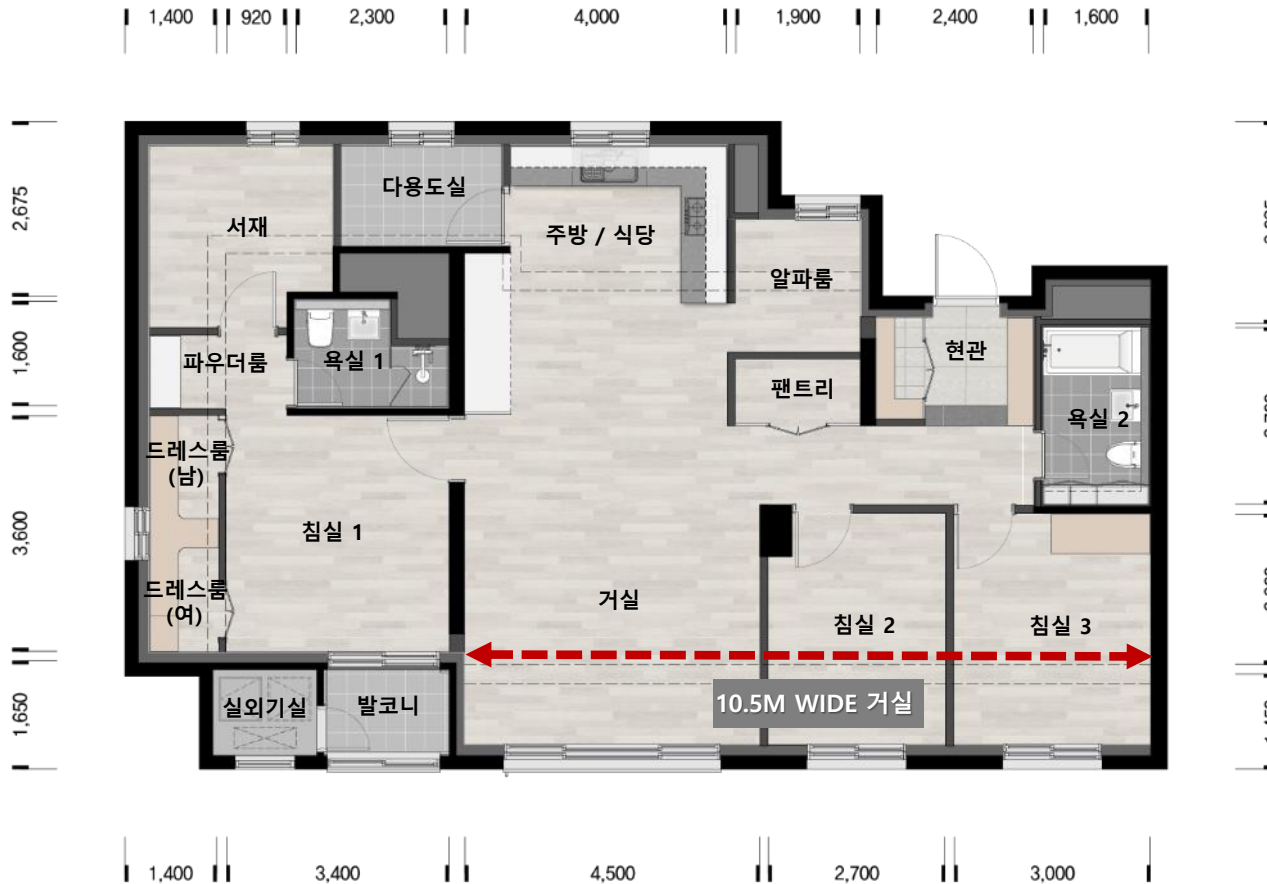 1,400
920
2,300
4,000
1,900
2,400
1,600
2,675
1,600
3,600
1,650
다용도실
서재
주방 / 식당
알파룸
현관
파우더룸
욕실 1
팬트리
욕실 2
드레스룸
(남)
침실 1
드레스룸
(여)
거실
침실 2
침실 3
10.5M WIDE 거실
실외기실
발코니
1,400
3,400
4,500
2,700
3,000